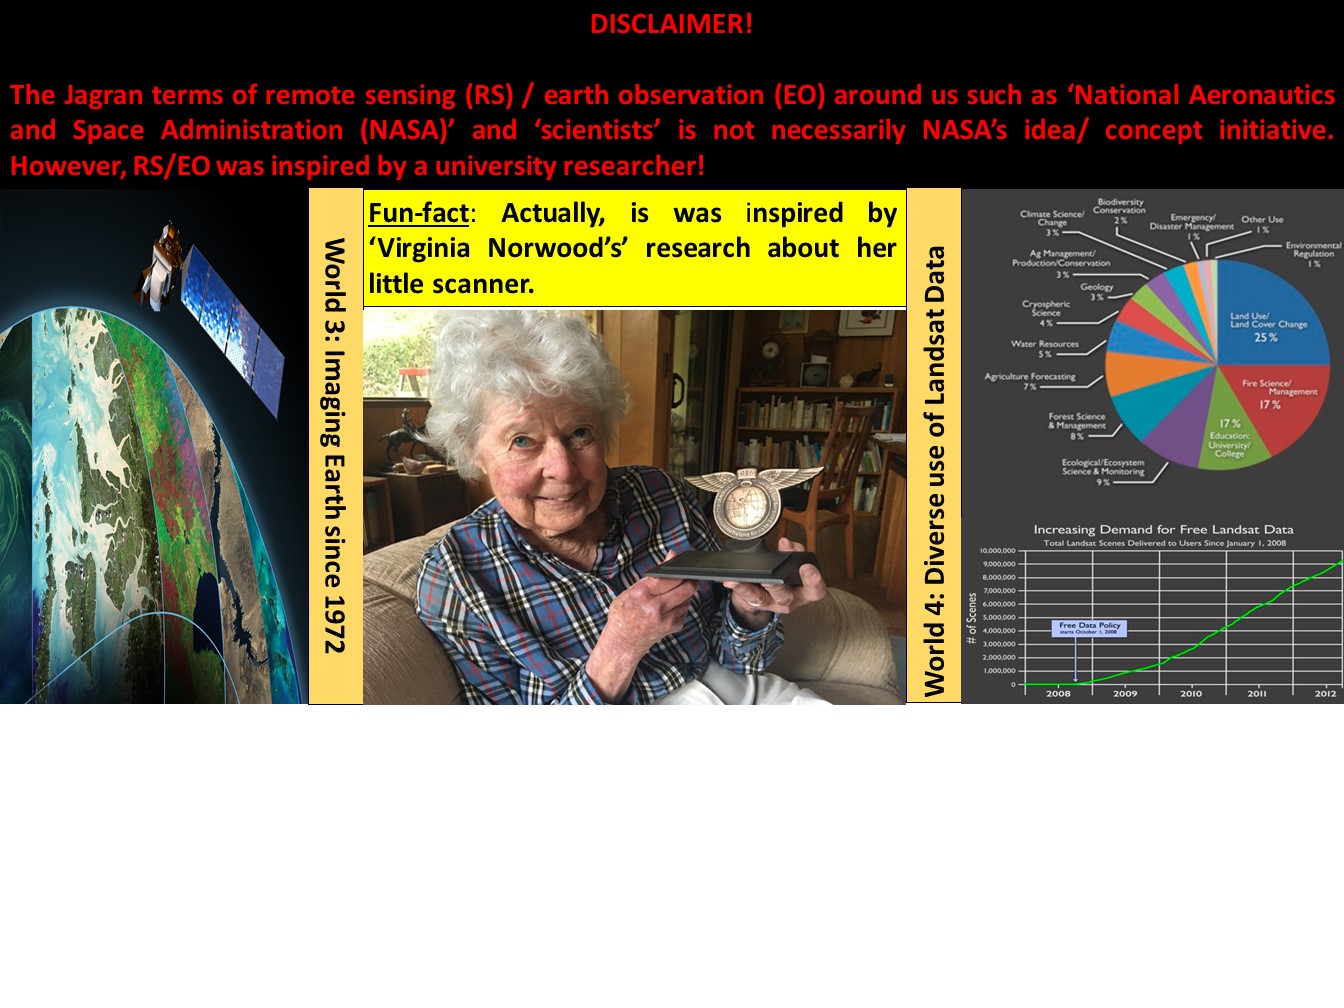 DISCLAIMER!
The Jagran terms of remote sensing (RS) / earth observation (EO) around us such as ‘National Aeronautics
and Space Administration (NASA)’ and ‘scientists’ is not necessarily NASA’s idea/ concept initiative.
However, RS/EO was inspired by a university researcher!
World 3: Imaging Earth since 1972
Fun-fact: Actually, is was inspired by
‘Virginia Norwood’s’ research about her
little scanner.
World 4: Diverse use of Landsat Data
Biodiversity
Conservation
2%
Climate Science/
Change
3%
Emergency/
Disaster Management
1%
Other Use
1%
Environmental
Regulation
1%
Ag Management/
Production/Conservation
3%
Geology
3%
Cryospheric
Science
4%
Water Resources
5%
Agriculture Forecasting
7%
Forest Science
& Management
8%
Ecological/Ecosystem
Science & Monitoring
9%
Land Use/
Land Cover Change
25%
Fire Science/
Management
17%
17%
Education:
University/
College
Increasing Demand for Free Landsat Data
Total Landsat Scenes Delivered to Users Since January 1, 2008
# of Scenes
10,000,000
9,000,000
8,000,000
7,000,000
6,000,000
5,000,000
4,000,000
3,000,000
2,000,000
1,000,000
0
Free Data Policy
starts October 1, 2008
2008 2009 2010 2011 2012